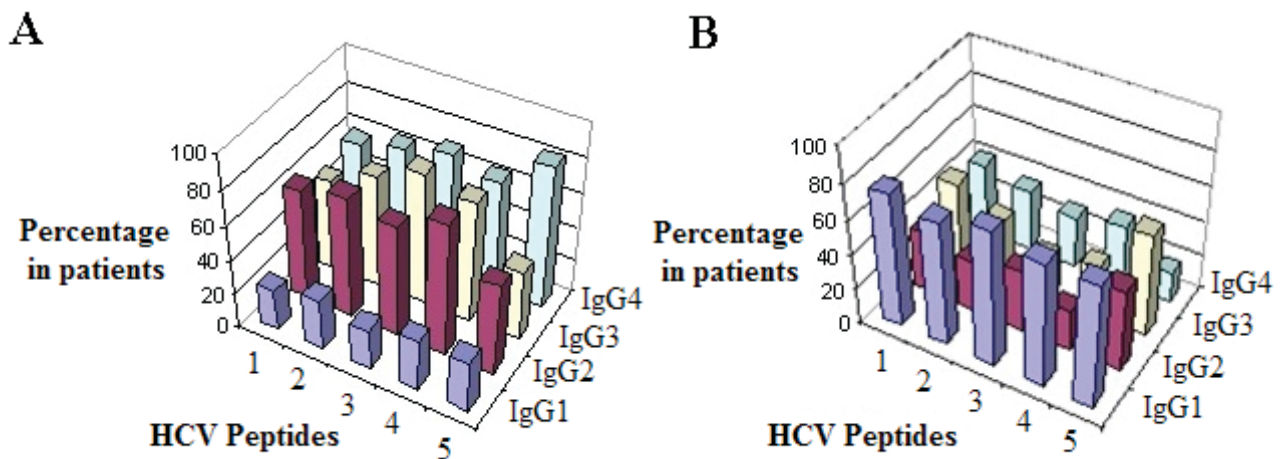 A
100
80
60
40
20
0
Percentage
in patients
1
2
3
4
5
HCV Peptides
IgG1
IgG2
IgG3
IgG4
B
100
80
60
40
20
0
Percentage
in patients
1
2
3
4
5
HCV Peptides
IgG1
IgG2
IgG3
IgG4